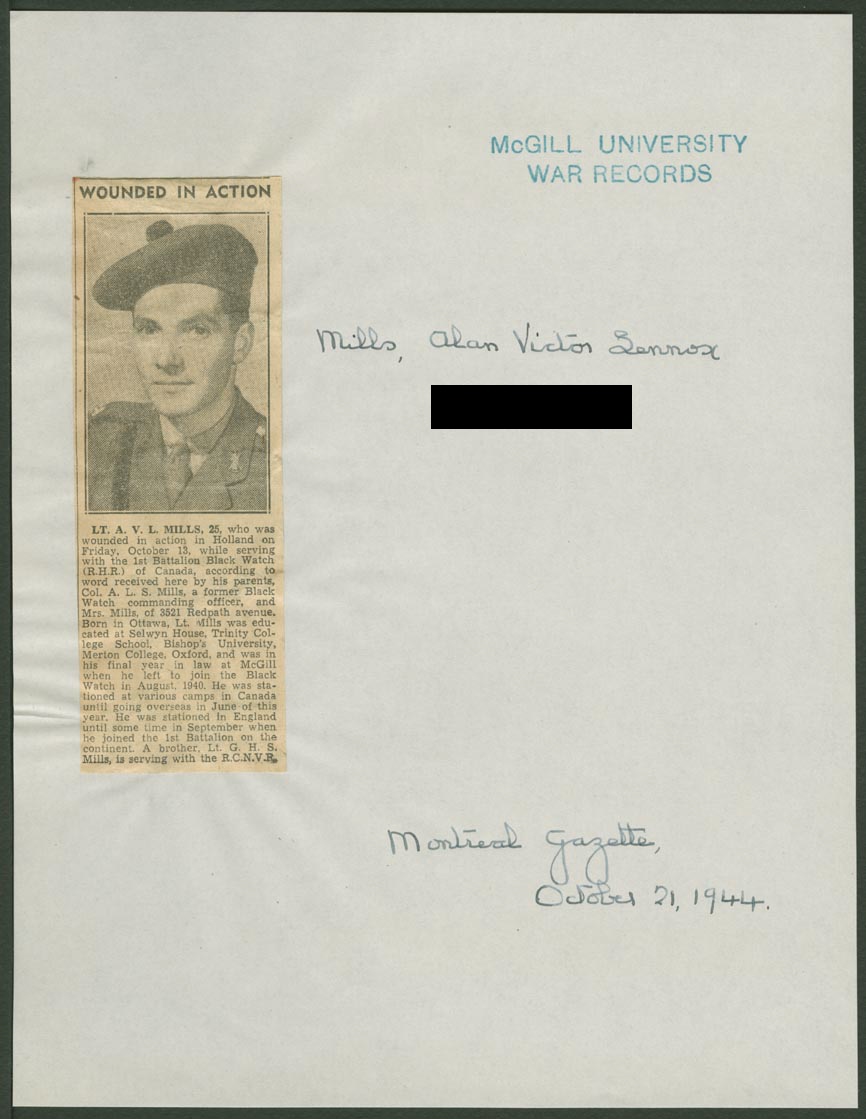 McGILL UNIVERSITY
WAR RECORDS
WOUNDED IN ACTION
Mills, Alan Victor Lennox
LT. A. V. L. MILLS, 25, who was
wounded in action in Holland on
Friday, October 13, while serving
with the 1st Battalion Black Watch
(R.H.R.) of Canada, according to
word received here by his parents,
Col. A. L. S. Mills, a former Black
Watch commanding officer, and
Mrs. Mills, of 3521 Redpath avenue.
Born in Ottawa, Lt. Mills was edu-
cated at Selwyn House, Trinity Col-
lege School, Bishop's University,
Merton College, Oxford, and was in
his final year in law at McGill
when he left to join the Black
Watch in August, 1940. He was sta-
tioned at various camps in Canada
until going overseas in June of this
year. He was stationed in England
until some time in September when
he joined the 1st Battalion on the
continent. A brother, Lt. G. H. S.
Mills, is serving with the R.C.N.V.R.
Montreal Gazette,
October 21, 1944.